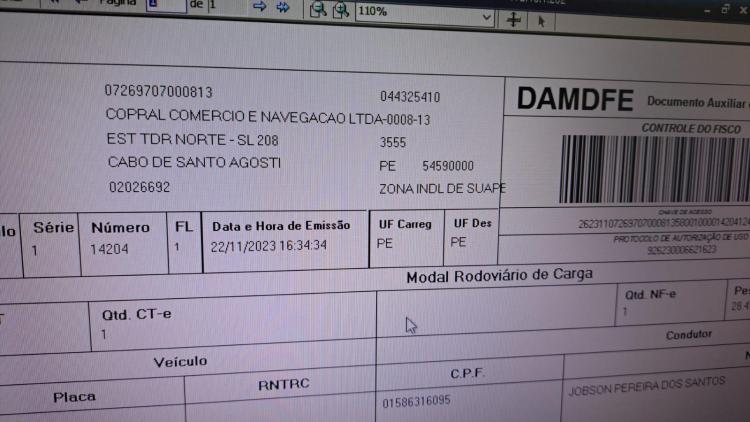 de 1
110%
07269707000813
044325410
COPRAL COMERCIO E NAVEGACAO LTDA-0008-13
EST TDR NORTE - SL 208
3555
CABO DE SANTO AGOSTI
PE 54590000
02026692
ZONA INDL DE SUAPE
DAMDFE Documento Auxiliar
CONTROLE DO FISCO
CHAVE DE ACESSO
PROTOCOLO DE AUTORIZAÇÃO DE USO
926230006621623
Série Número FL Data e Hora de Emissão UF Carreg UF Des
1 14204 1 22/11/2023 16:34:34 PE PE
Modal Rodoviário de Carga
Qtd. CT-e
1
Qtd. NF-e
1
Veículo
Condutor
Placa
RNTRC
C.P.F.
01586316095
JOBSON PEREIRA DOS SANTOS